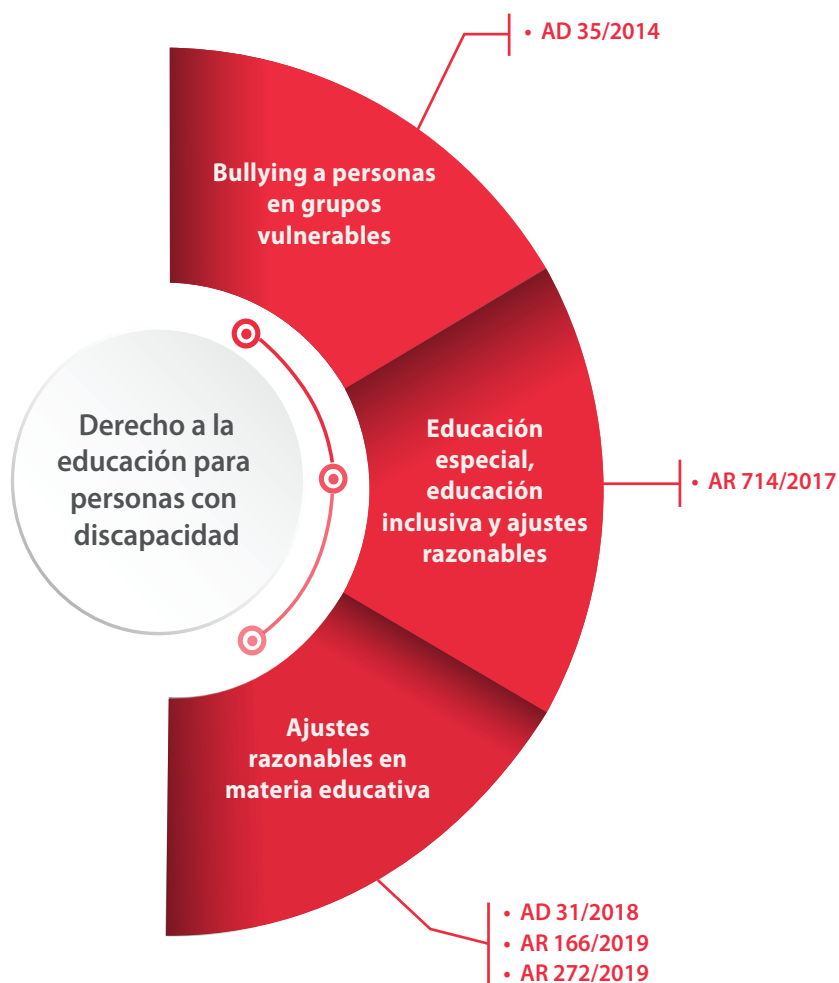 • AD 35/2014
Bullying a personas
en grupos
vulnerables
Derecho a la
educación para
personas con
discapacidad
Educación
especial,
educación
inclusiva y ajustes
razonables
• AR 714/2017
Ajustes
razonables en
materia educativa
• AD 31/2018
• AR 166/2019
• AR 272/2019